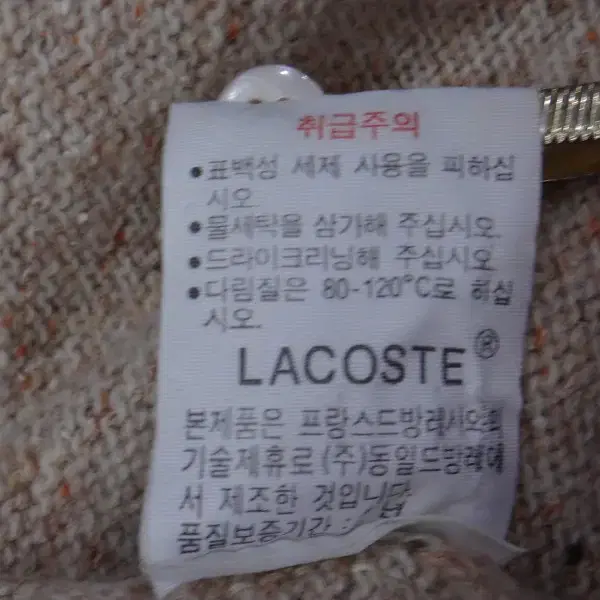 취급주의
●표백성 세제 사용을 피하십
시오.
●물세탁을 삼가해 주십시오.
●드라이크리닝해 주십시오.
●다림질은 80-120°C로 하십
시오.
LACOSTE®
본제품은 프랑스드방레사와의
기술제휴로 (주)동일드방레에
서 제조한 것입니다
품질보증기간 :